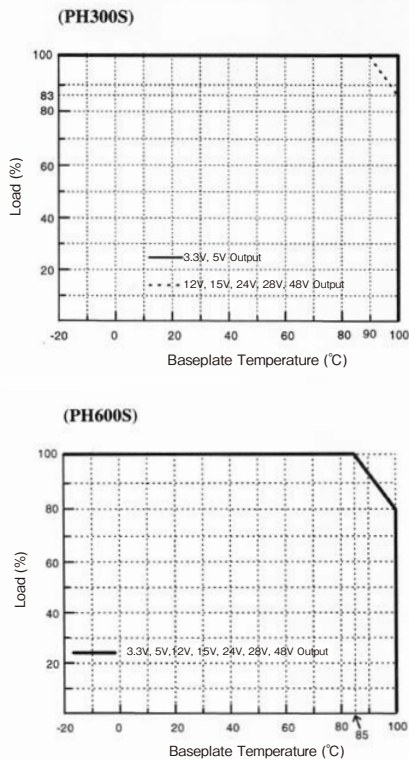 (PH300S)
100
83
80
60
40
20
Load (%)
3.3V, 5V Output
12V, 15V, 24V, 28V, 48V Output
-20 0 20 40 60 80 90 100
Baseplate Temperature (℃)
(PH600S)
100
80
60
40
20
Load (%)
3.3V, 5V,12V, 15V, 24V, 28V, 48V Output
-20 0 20 40 60 80 100
85
Baseplate Temperature (℃)